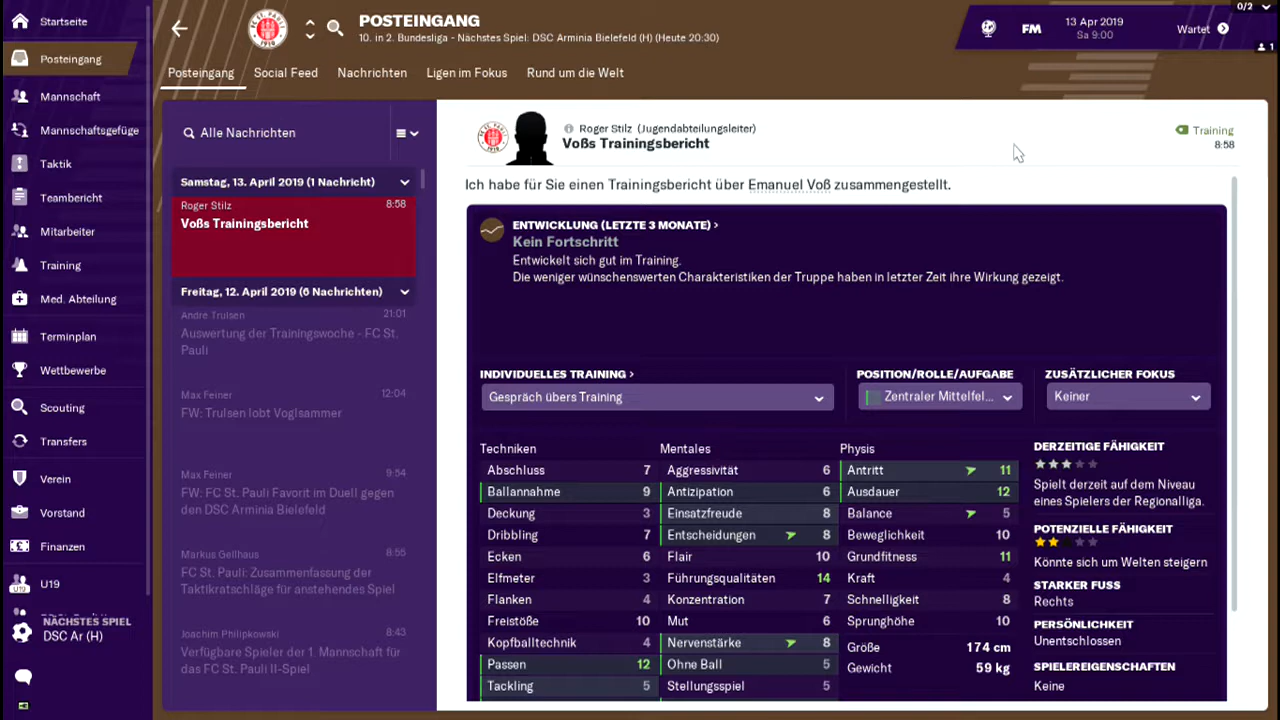 Startseite
Posteingang
Mannschaft
Mannschaftsgefüge
Taktik
Teambericht
Mitarbeiter
Training
Med. Abteilung
Terminplan
Wettbewerbe
Scouting
Transfers
Verein
Vorstand
Finanzen
U19
NÄCHSTES SPIEL
DSC Ar (H)
POSTEINGANG
10. in 2. Bundesliga - Nächstes Spiel: DSC Arminia Bielefeld (H) (Heute 20:30)
FM
13 Apr 2019
Sa 9:00
0/2
Wartet
1
Posteingang Social Feed Nachrichten Ligen im Fokus Rund um die Welt
Alle Nachrichten
Samstag, 13. April 2019 (1 Nachricht)
Roger Stilz 8:58
Voßs Trainingsbericht
Freitag, 12. April 2019 (6 Nachrichten)
Andre Trulsen 21:01
Auswertung der Trainingswoche - FC St.
Pauli
Max Feiner 12:04
FW: Trulsen lobt Voglsammer
Max Feiner 9:54
FW: FC St. Pauli Favorit im Duell gegen
den DSC Arminia Bielefeld
Markus Gellhaus 8:55
FC St. Pauli: Zusammenfassung der
Taktikratschläge für anstehendes Spiel
Joachim Philipkowski 8:43
Verfügbare Spieler der 1. Mannschaft für
das FC St. Pauli II-Spiel
Roger Stilz (Jugendabteilungsleiter)
Voßs Trainingsbericht
Training
8:58
Ich habe für Sie einen Trainingsbericht über Emanuel Voß zusammengestellt.
ENTWICKLUNG (LETZTE 3 MONATE) >
Kein Fortschritt
Entwickelt sich gut im Training.
Die weniger wünschenswerten Charakteristiken der Truppe haben in letzter Zeit ihre Wirkung gezeigt.
INDIVIDUELLES TRAINING > POSITION/ROLLE/AUFGABE ZUSÄTZLICHER FOKUS
Gespräch übers Training Zentraler Mittelfel... Keiner
Techniken
Abschluss 7
Ballannahme 9
Deckung 3
Dribbling 7
Ecken 6
Elfmeter 3
Flanken 4
Freistöße 10
Kopfballtechnik 4
Passen 12
Tackling 5
Mentales
Aggressivität 6
Antizipation 6
Einsatzfreude 8
Entscheidungen 8
Flair 10
Führungsqualitäten 14
Konzentration 7
Mut 6
Nervenstärke 8
Ohne Ball 5
Stellungsspiel 5
Physis
Antritt 11
Ausdauer 12
Balance 5
Beweglichkeit 10
Grundfitness 11
Kraft 4
Schnelligkeit 8
Sprunghöhe 10
Größe 174 cm
Gewicht 59 kg
DERZEITIGE FÄHIGKEIT
Spielt derzeit auf dem Niveau
eines Spielers der Regionalliga.
POTENZIELLE FÄHIGKEIT
Könnte sich um Welten steigern
STARKER FUSS
Rechts
PERSÖNLICHKEIT
Unentschlossen
SPIELEREIGENSCHAFTEN
Keine